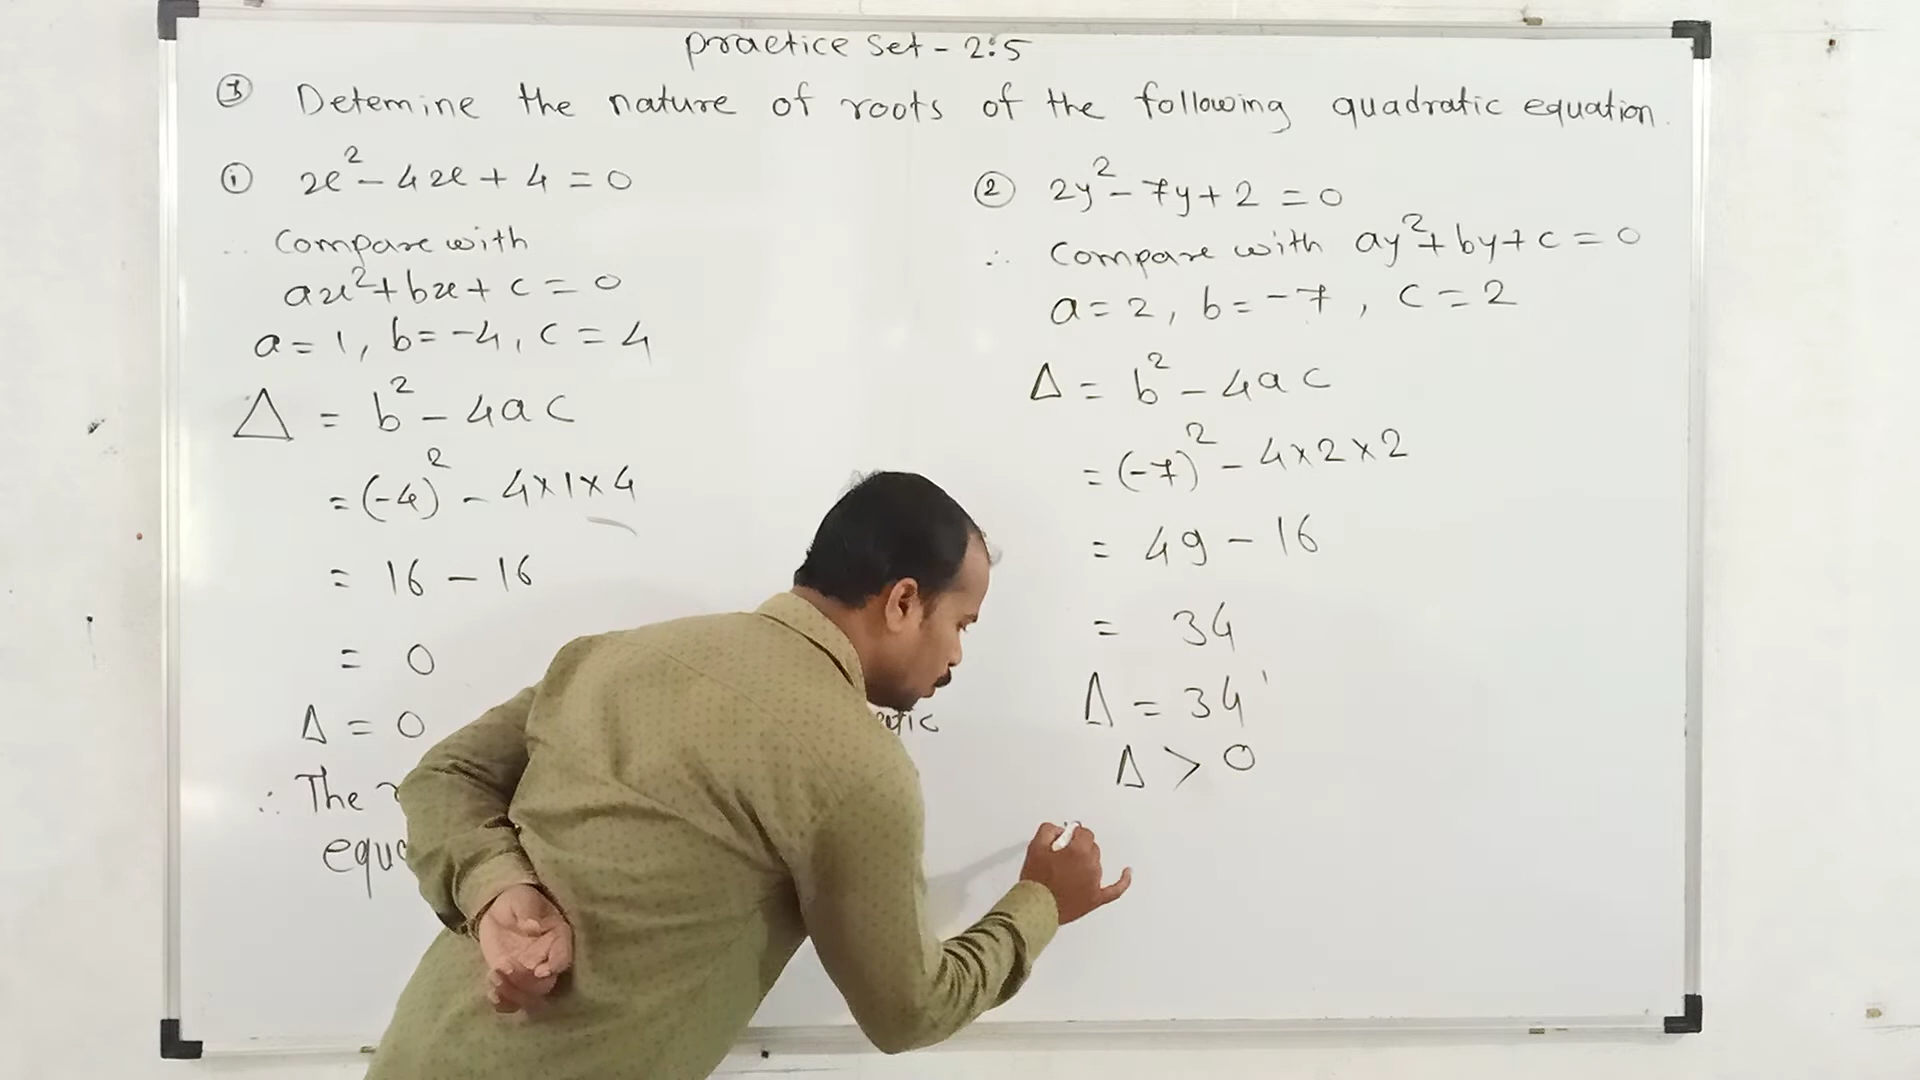 practice set - 2:5
③ Detemine the nature of roots of the following quadratic equation.
① x² - 4x + 4 = 0
∴ Compare with
ax² + bx + c = 0
a = 1, b = -4, c = 4
Δ = b² - 4ac
= (-4)² - 4×1×4
= 16 - 16
= 0
Δ = 0
∴ The
② 2y² - 7y + 2 = 0
∴ Compare with ay² + by + c = 0
a = 2, b = -7, c = 2
Δ = b² - 4ac
= (-7)² - 4×2×2
= 49 - 16
= 34
Δ = 34
Δ > 0